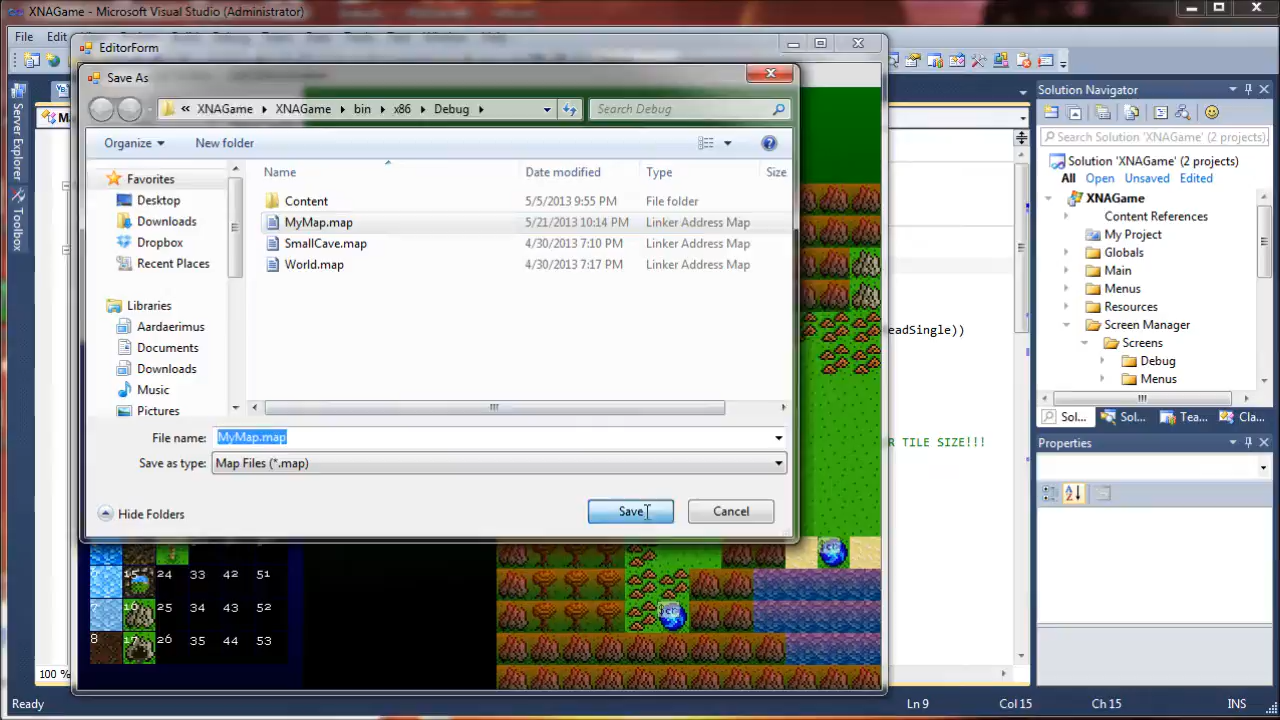 XNAGame - Microsoft Visual Studio (Administrator)
File Edit
EditorForm
Save As
« XNAGame XNAGame bin x86 Debug
Search Debug
Organize New folder
Name Date modified Type Size
Favorites
Desktop
Downloads
Dropbox
Recent Places
Libraries
Aardaerimus
Documents
Downloads
Music
Pictures
Content 5/5/2013 9:55 PM File folder
MyMap.map 5/21/2013 10:14 PM Linker Address Map
SmallCave.map 4/30/2013 7:10 PM Linker Address Map
World.map 4/30/2013 7:17 PM Linker Address Map
File name: MyMap.map
Save as type: Map Files (*.map)
Hide Folders Save Cancel
15 24 33 42 51
7 16 25 34 43 52
8 17 26 35 44 53
Server Explorer
Toolbox
eadSingle))
R TILE SIZE!!!
100 %
Solution Navigator
Search Solution 'XNAGame' (2 projects)
Solution 'XNAGame' (2 projects)
All Open Unsaved Edited
XNAGame
Content References
My Project
Globals
Main
Menus
Resources
Screen Manager
Screens
Debug
Menus
Sol... Sol... Tea... Cla...
Properties
Ready Ln 9 Col 15 Ch 15 INS